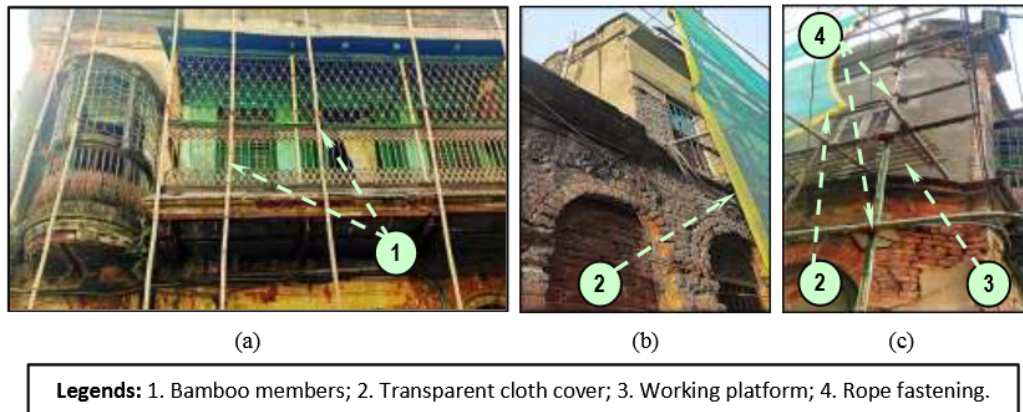 1
(a)
2
(b)
4
2
3
(c)
Legends: 1. Bamboo members; 2. Transparent cloth cover; 3. Working platform; 4. Rope fastening.